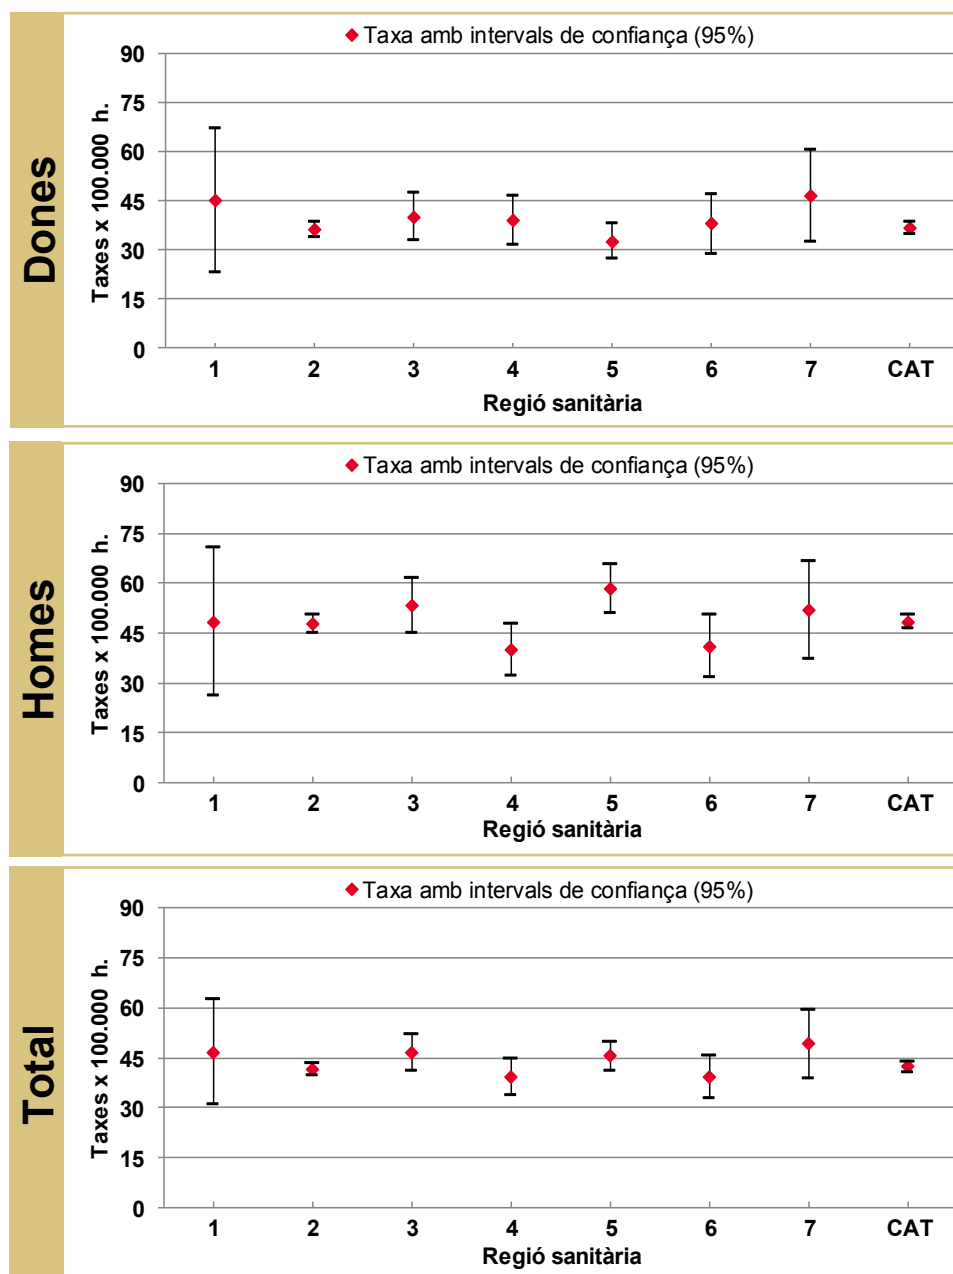 Dones
Taxa amb intervals de confiança (95%)
Taxes x 100.000 h.
90
75
60
45
30
15
0
1 2 3 4 5 6 7 CAT
Regió sanitària
Homes
Taxa amb intervals de confiança (95%)
Taxes x 100.000 h.
90
75
60
45
30
15
0
1 2 3 4 5 6 7 CAT
Regió sanitària
Total
Taxa amb intervals de confiança (95%)
Taxes x 100.000 h.
90
75
60
45
30
15
0
1 2 3 4 5 6 7 CAT
Regió sanitària